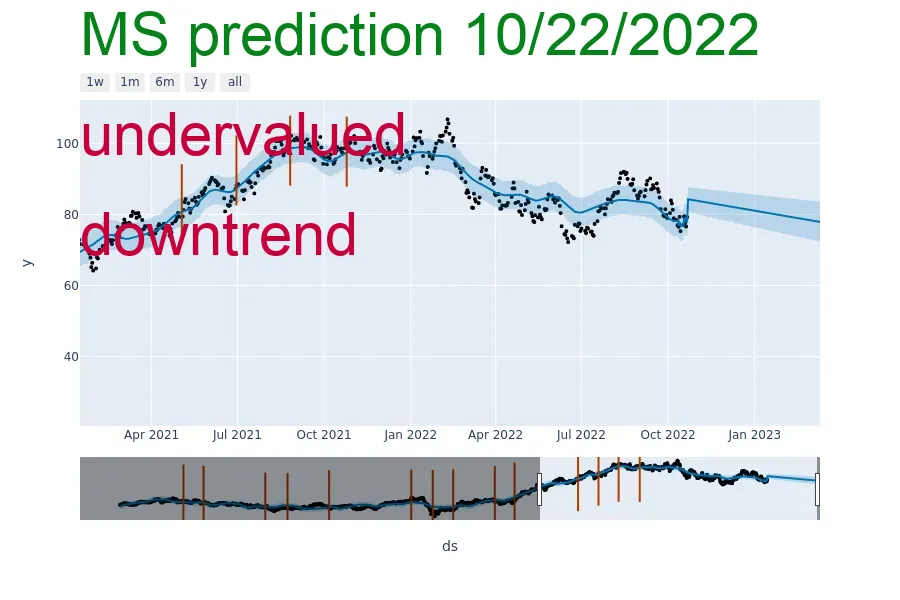 MS prediction 10/22/2022
1w 1m 6m 1y all
undervalued
downtrend
100
80
60
40
y
Apr 2021 Jul 2021 Oct 2021 Jan 2022 Apr 2022 Jul 2022 Oct 2022 Jan 2023
ds